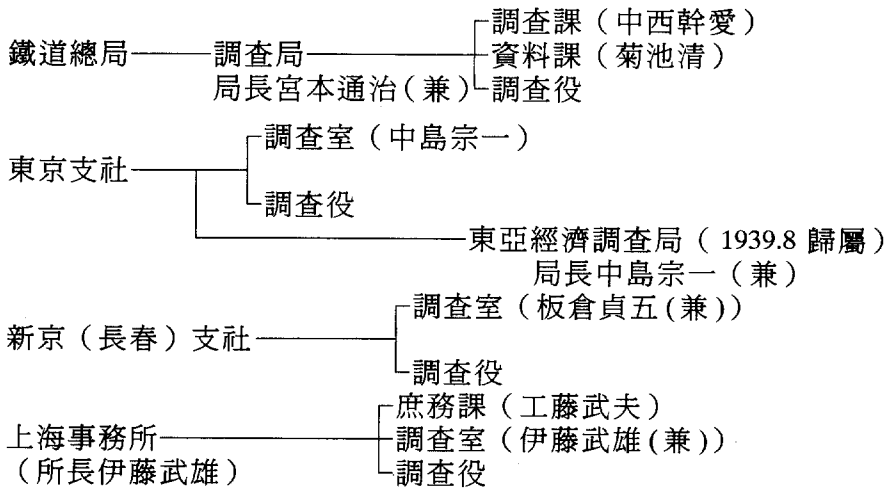 調查課（中西幹愛）
鐵道總局 調查局 資料課（菊池清）
局長宮本通治(兼) 調查役
調查室（中島宗一）
東京支社
調查役
東亞經濟調查局（1939.8 歸屬）
局長中島宗一（兼）
調查室（板倉貞五(兼)）
新京（長春）支社
調查役
庶務課（工藤武夫）
上海事務所 調查室（伊藤武雄(兼)）
（所長伊藤武雄） 調查役